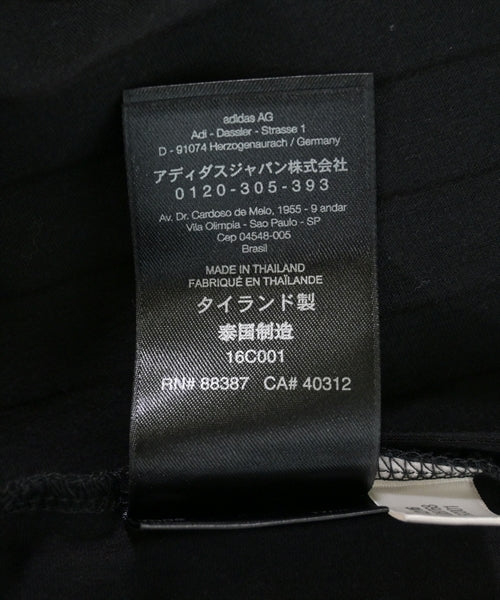 adidas AG
Adi - Dassler - Strasse 1
D - 91074 Herzogenaurach / Germany
アディダスジャパン株式会社
0120-305-393
Av. Dr. Cardoso de Melo, 1955 - 9 andar
Vila Olimpia - Sao Paulo - SP
Cep 04548-005
Brasil
MADE IN THAILAND
FABRIQUÉ EN THAÏLANDE
タイランド製
泰国制造
16C001
RN# 88387 CA# 40312